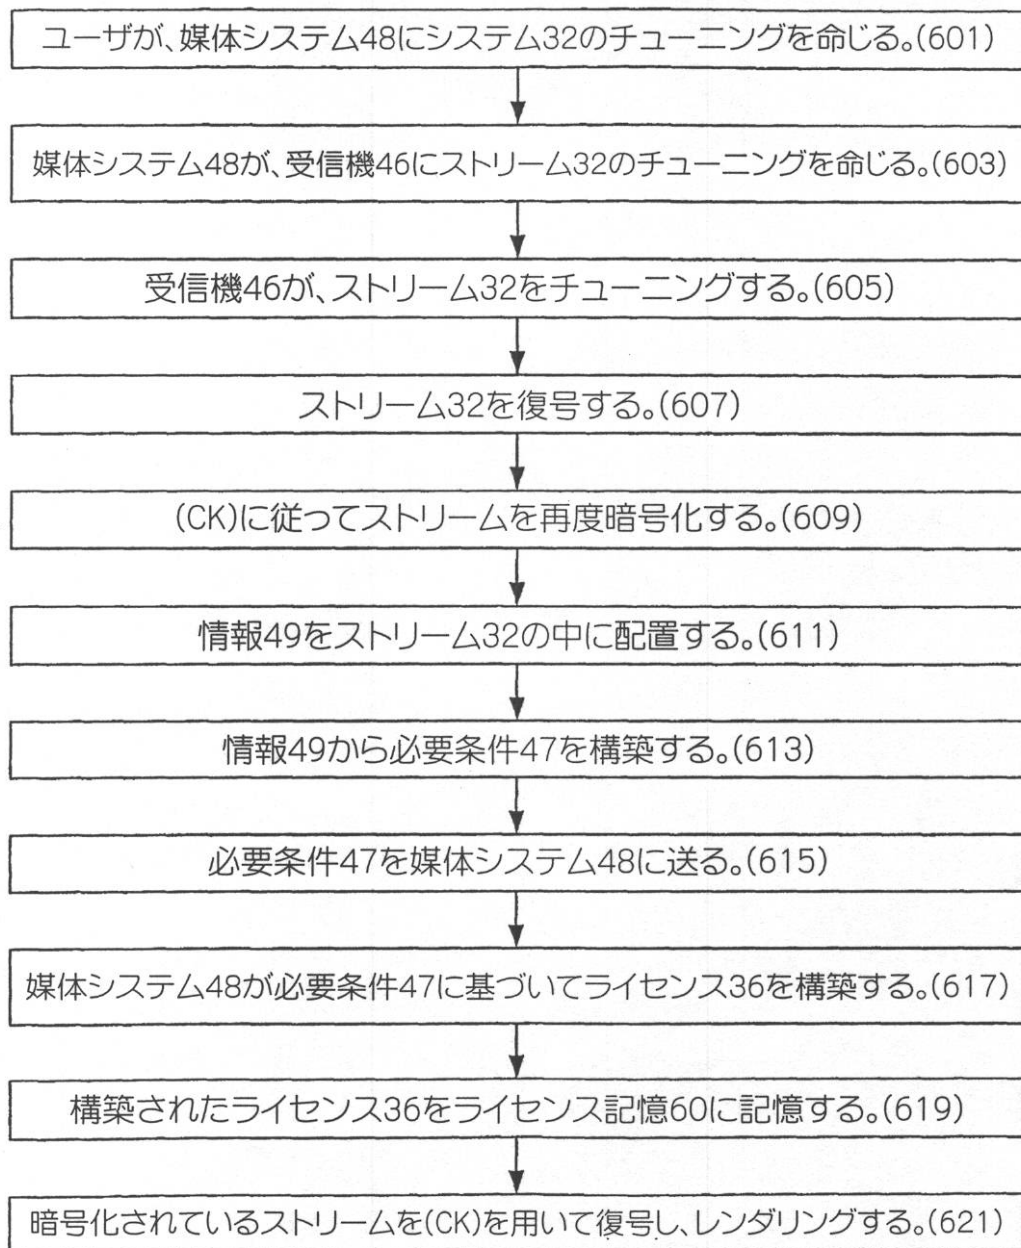 ユーザが、媒体システム48にシステム32のチューニングを命じる。(601)
媒体システム48が、受信機46にストリーム32のチューニングを命じる。(603)
受信機46が、ストリーム32をチューニングする。(605)
ストリーム32を復号する。(607)
(CK)に従ってストリームを再度暗号化する。(609)
情報49をストリーム32の中に配置する。(611)
情報49から必要条件47を構築する。(613)
必要条件47を媒体システム48に送る。(615)
媒体システム48が必要条件47に基づいてライセンス36を構築する。(617)
構築されたライセンス36をライセンス記憶60に記憶する。(619)
暗号化されているストリームを(CK)を用いて復号し、レンダリングする。(621)